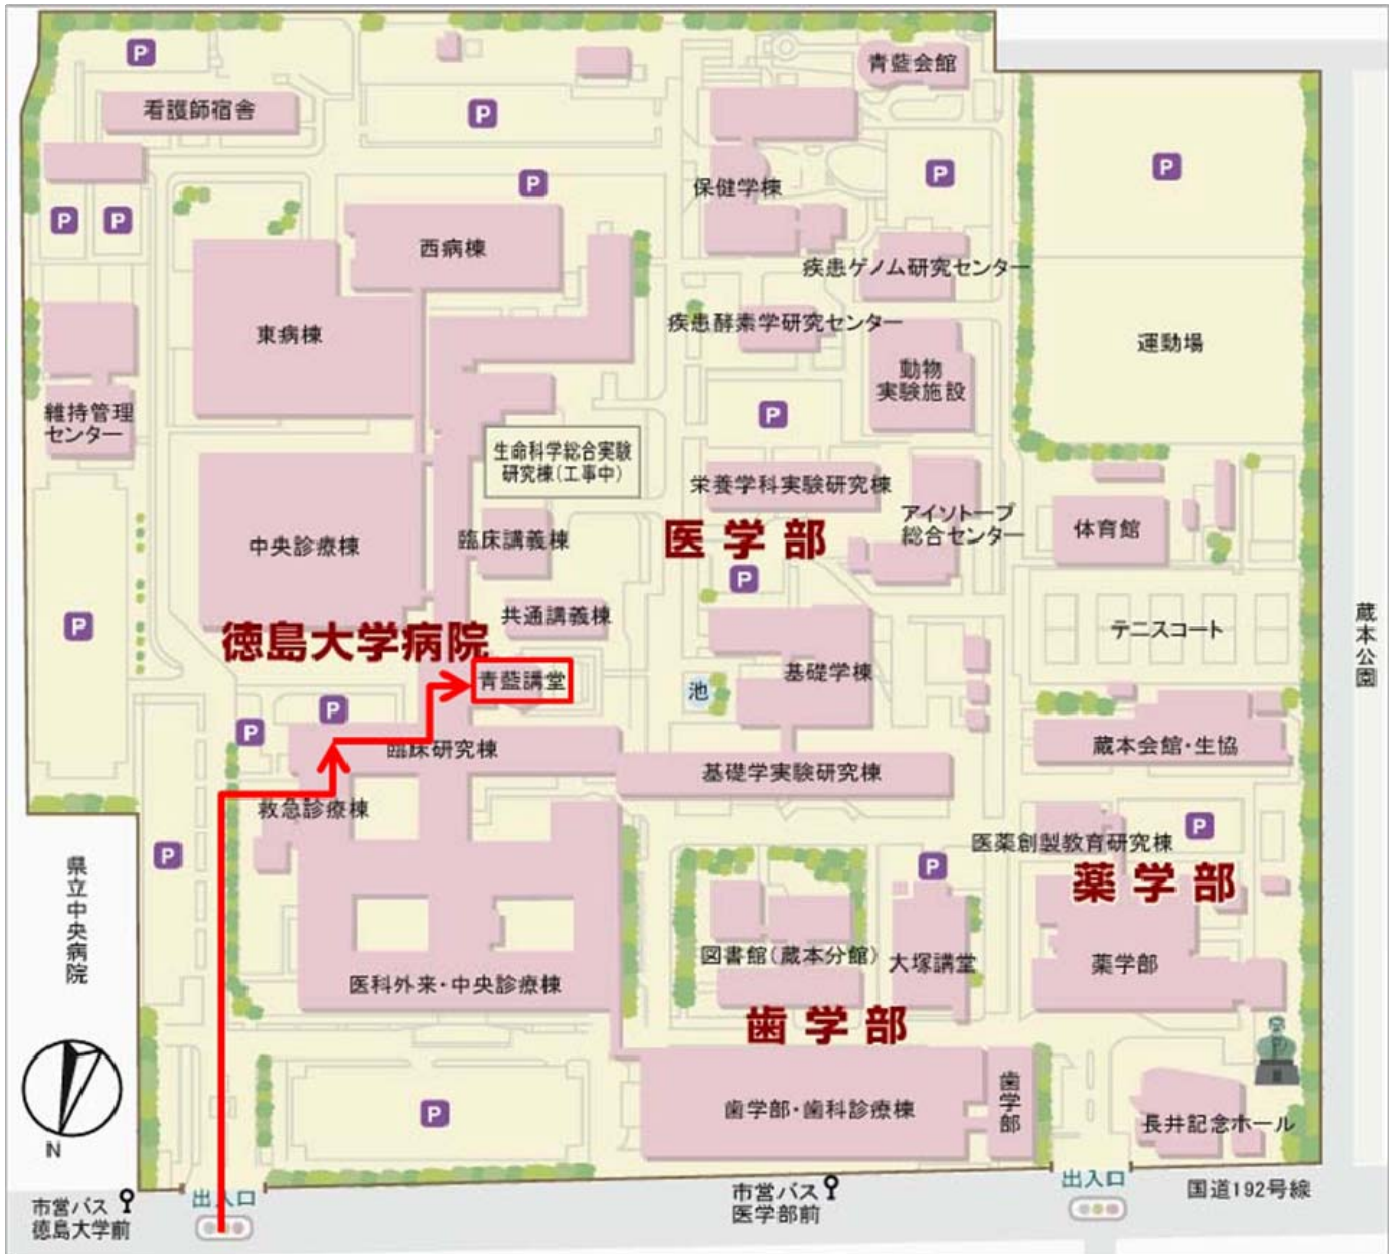 P
青藍会館
看護師宿舎
P
P
P
P
保健学棟
P
P
P
西病棟
疾患ゲノム研究センター
疾患酵素学研究センター
東病棟
運動場
動物
実験施設
維持管理
センター
P
生命科学総合実験
研究棟(工事中)
栄養学科実験研究棟
アイソトープ
総合センター
体育館
中央診療棟
臨床講義棟
医学部
P
共通講義棟
P
テニスコート
蔵本公園
徳島大学病院
青藍講堂
基礎学棟
池
P
P
臨床研究棟
蔵本会館・生協
基礎学実験研究棟
救急診療棟
P
医薬創製教育研究棟
P
P
薬学部
県立中央病院
図書館(蔵本分館)
大塚講堂
薬学部
医科外来・中央診療棟
歯学部
歯学部・歯科診療棟
歯学部
P
長井記念ホール
N
出入口
出入口
国道192号線
市営バス
徳島大学前
市営バス
医学部前